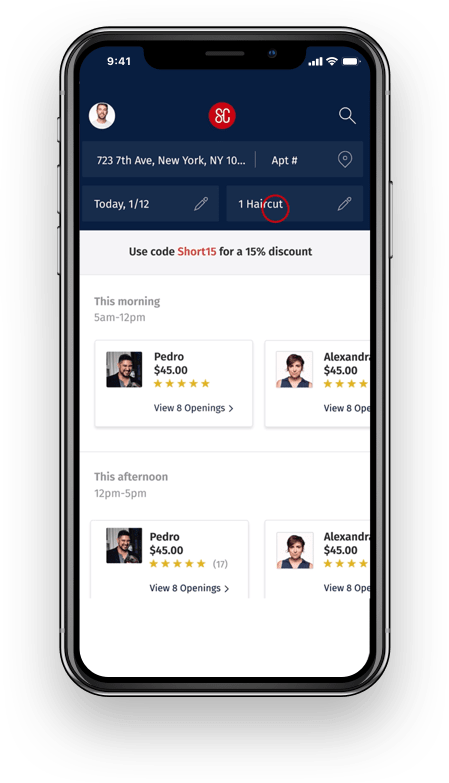 9:41
SC
723 7th Ave, New York, NY 10... Apt #
Today, 1/12 1 Haircut
Use code Short15 for a 15% discount
This morning
5am-12pm
Pedro
$45.00
View 8 Openings >
Alexandra
$45.00
View 8 Ope
This afternoon
12pm-5pm
Pedro
$45.00
(17)
View 8 Openings >
Alexandra
$45.00
View 8 Ope